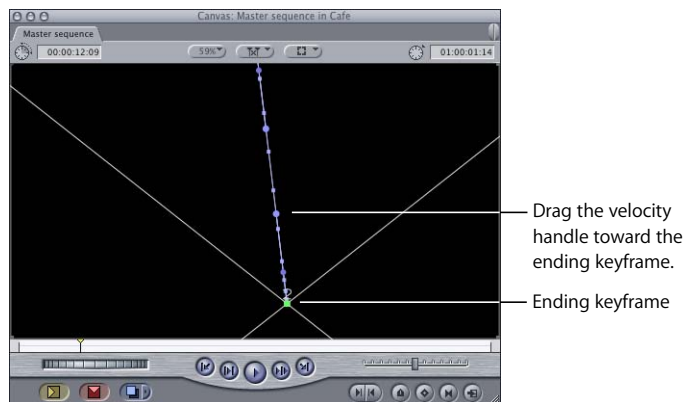 Canvas: Master sequence in Cafe
Master sequence
00:00:12:09
59%
01:00:01:14
Drag the velocity
handle toward the
ending keyframe.
2
Ending keyframe